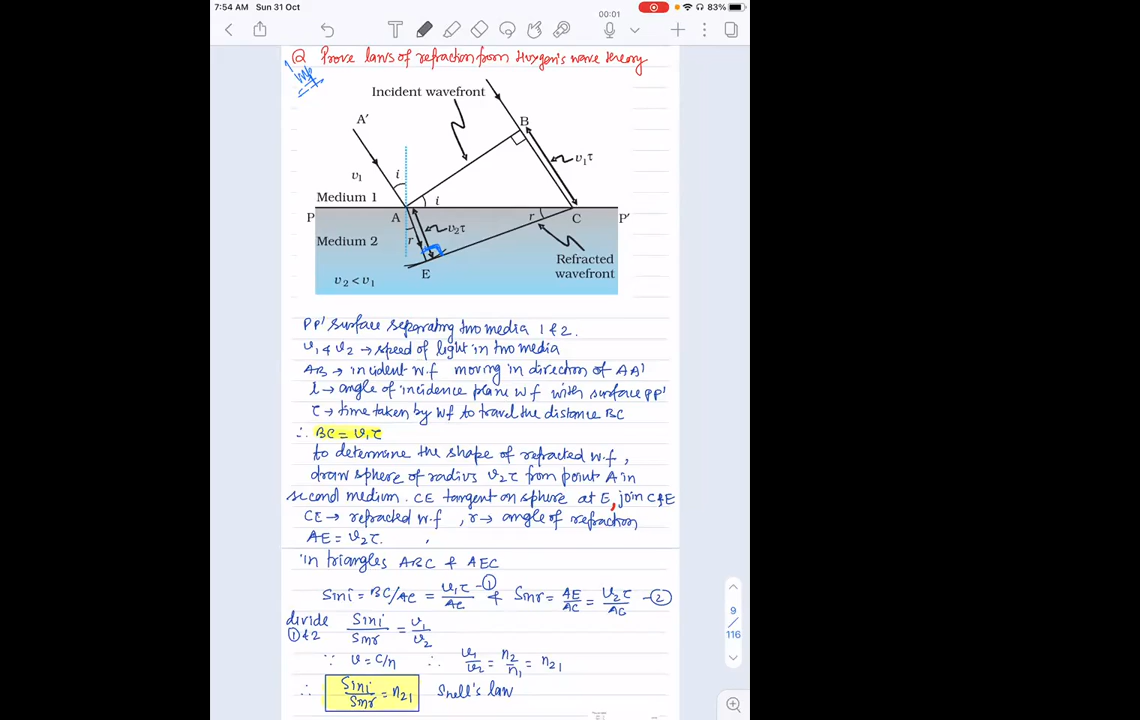 7:54 AM Sun 31 Oct
00:01
83%
Q Prove laws of refraction from Huygen's wave theory
Imp
Incident wavefront
A'
B
v₁τ
v₁
i
Medium 1
i
P
A
r
C
P'
Medium 2
r
v₂τ
E
Refracted
wavefront
v₂ < v₁
PP' surface separating two media 1 & 2.
v₁ & v₂ → speed of light in two media
AB → incident w.f moving in direction of AA'
i → angle of incidence plane wf with surface PP'
τ → time taken by wf to travel the distance BC
∴ BC = v₁τ
to determine the shape of refracted w.f,
draw sphere of radius v₂τ from point A in
second medium. CE tangent on sphere at E, join C & E
CE → refracted w.f , r → angle of refraction
AE = v₂τ.
in triangles ABC & AEC
Sin i = BC/AC = v₁τ/AC -① & Sin r = AE/AC = v₂τ/AC -②
divide ① & 2 Sin i/Sin r = v₁/v₂
∵ v = c/n ∴ v₁/v₂ = n₂/n₁ = n₂₁
∴ Sin i/Sin r = n₂₁ Snell's law
9
/
116